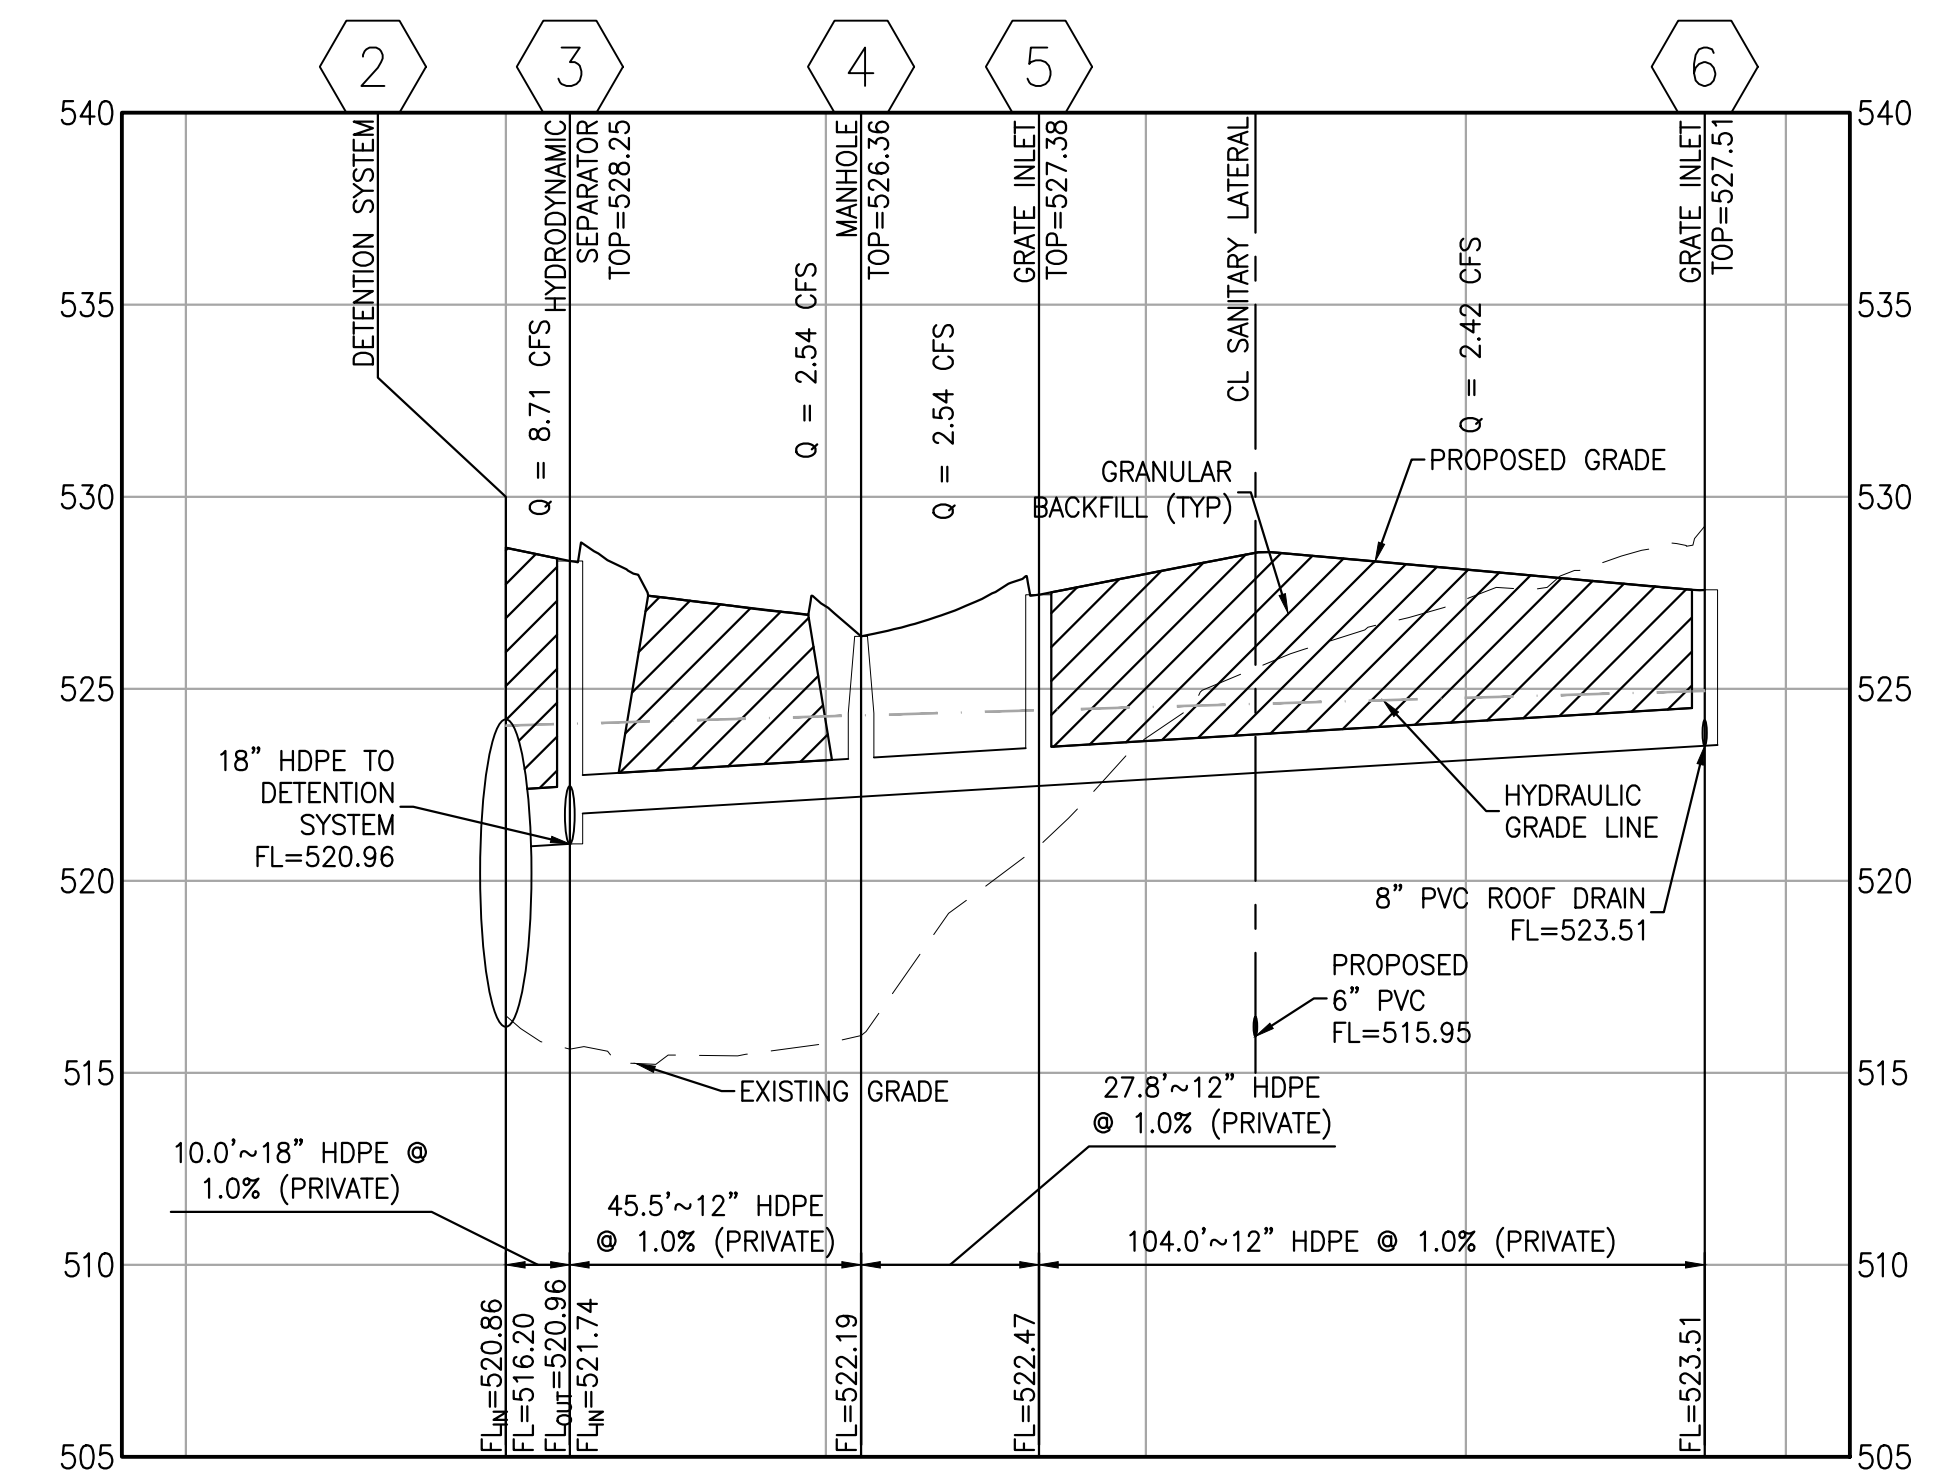 2
3
4
5
6
540
540
DETENTION SYSTEM
HYDRODYNAMIC
SEPARATOR
TOP=528.25
MANHOLE
TOP=526.36
GRATE INLET
TOP=527.38
CL SANITARY LATERAL
GRATE INLET
TOP=527.51
Q = 8.71 CFS
Q = 2.54 CFS
Q = 2.54 CFS
Q = 2.42 CFS
535
535
530
530
GRANULAR
BACKFILL (TYP)
PROPOSED GRADE
525
525
18" HDPE TO
DETENTION
SYSTEM
FL=520.96
HYDRAULIC
GRADE LINE
520
520
8" PVC ROOF DRAIN
FL=523.51
PROPOSED
6" PVC
FL=515.95
515
515
EXISTING GRADE
27.8'~12" HDPE
@ 1.0% (PRIVATE)
10.0'~18" HDPE @
1.0% (PRIVATE)
45.5'~12" HDPE
@ 1.0% (PRIVATE)
104.0'~12" HDPE @ 1.0% (PRIVATE)
510
510
FLIN=520.86
FL=516.20
FLOUT=520.96
FLIN=521.74
FL=522.19
FL=522.47
FL=523.51
505
505